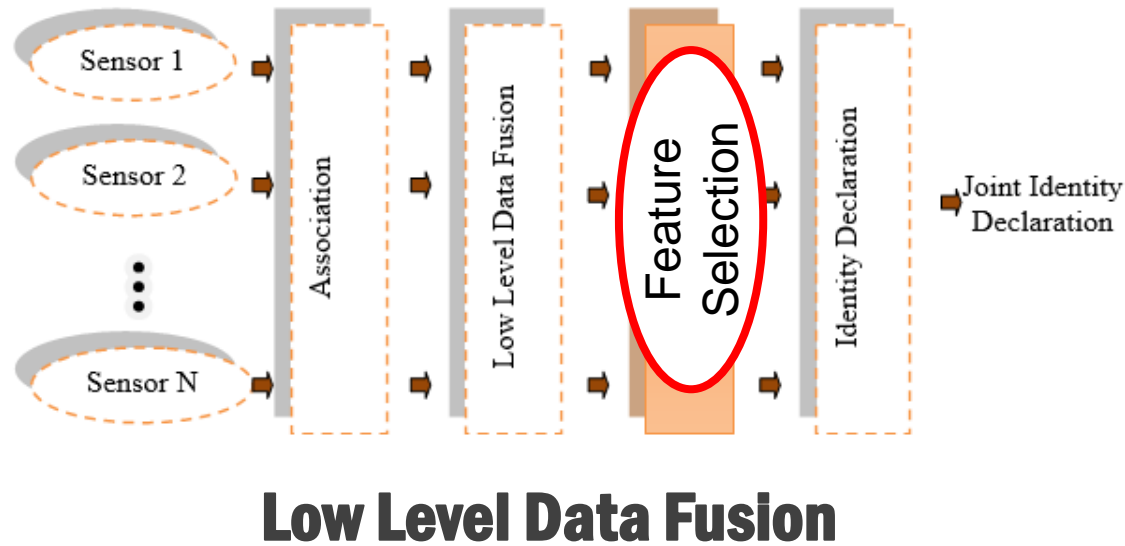 Sensor 1
Sensor 2
Sensor N
Association
Low Level Data Fusion
Feature
Selection
Identity Declaration
Joint Identity
Declaration
Low Level Data Fusion